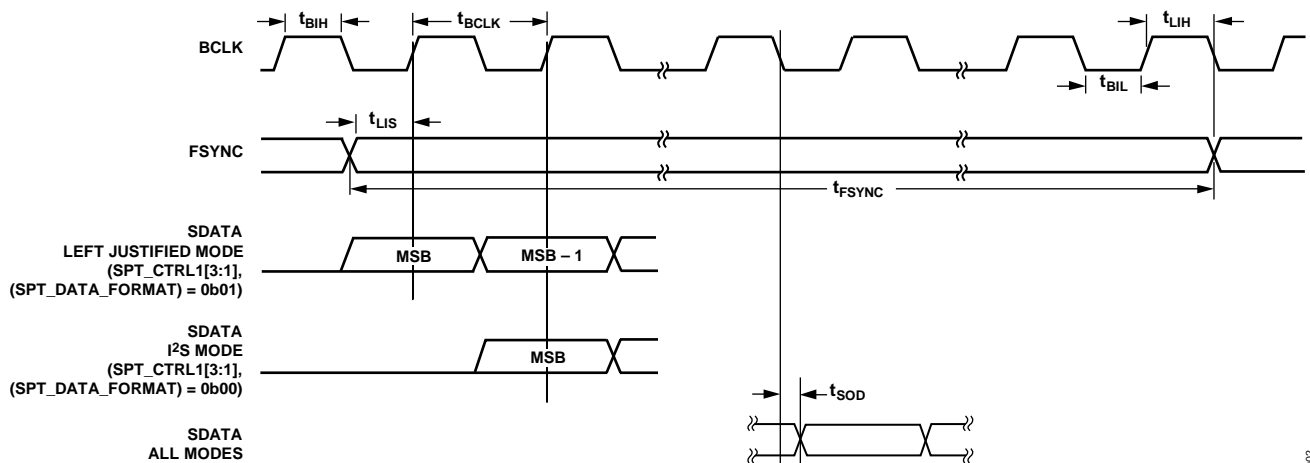 tBIH
tBCLK
tLIH
BCLK
tBIL
tLIS
FSYNC
tFSYNC
SDATA
LEFT JUSTIFIED MODE
(SPT_CTRL1[3:1],
(SPT_DATA_FORMAT) = 0b01)
MSB
MSB – 1
SDATA
I²S MODE
(SPT_CTRL1[3:1],
(SPT_DATA_FORMAT) = 0b00)
MSB
tSOD
SDATA
ALL MODES